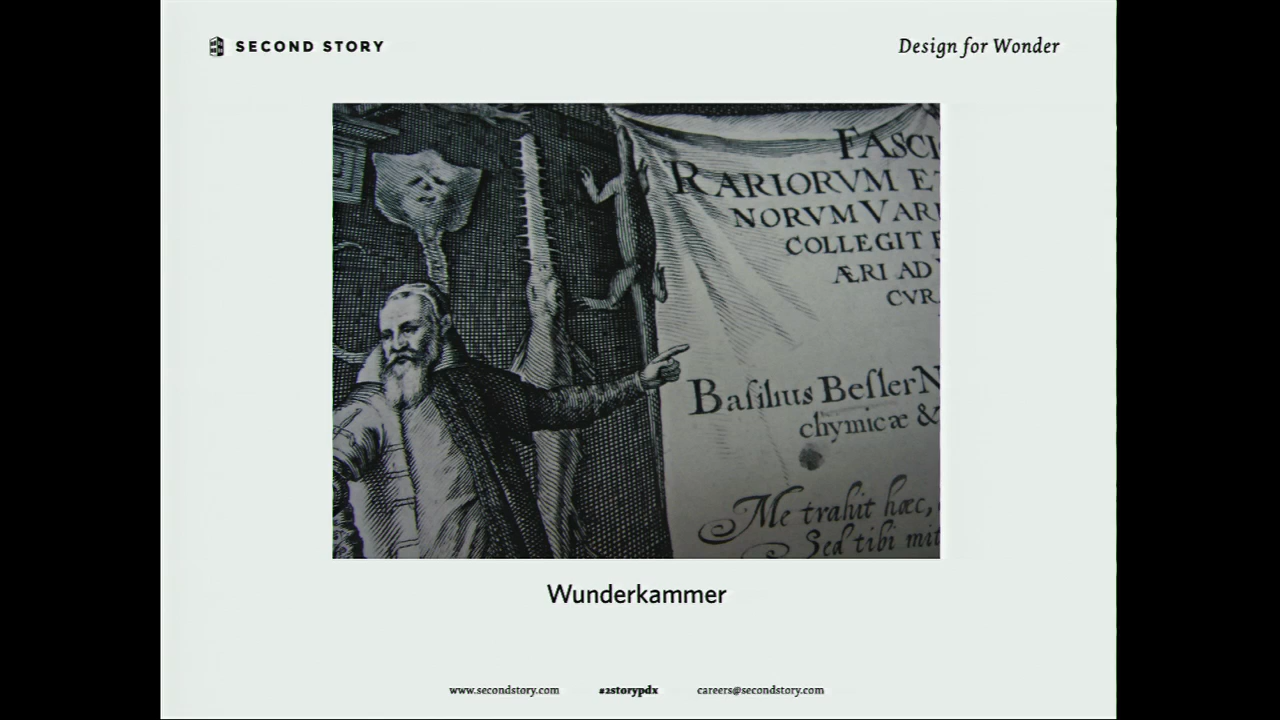 SECOND STORY
Design for Wonder
FASCI
RARIORVM ET
NORVM VARI
COLLEGIT
ÆRI AD
CVR
Baſilius Beſler N
chymicæ &
Me trahit hæc,
Sed tibi mit
Wunderkammer
www.secondstory.com #2storypdx careers@secondstory.com